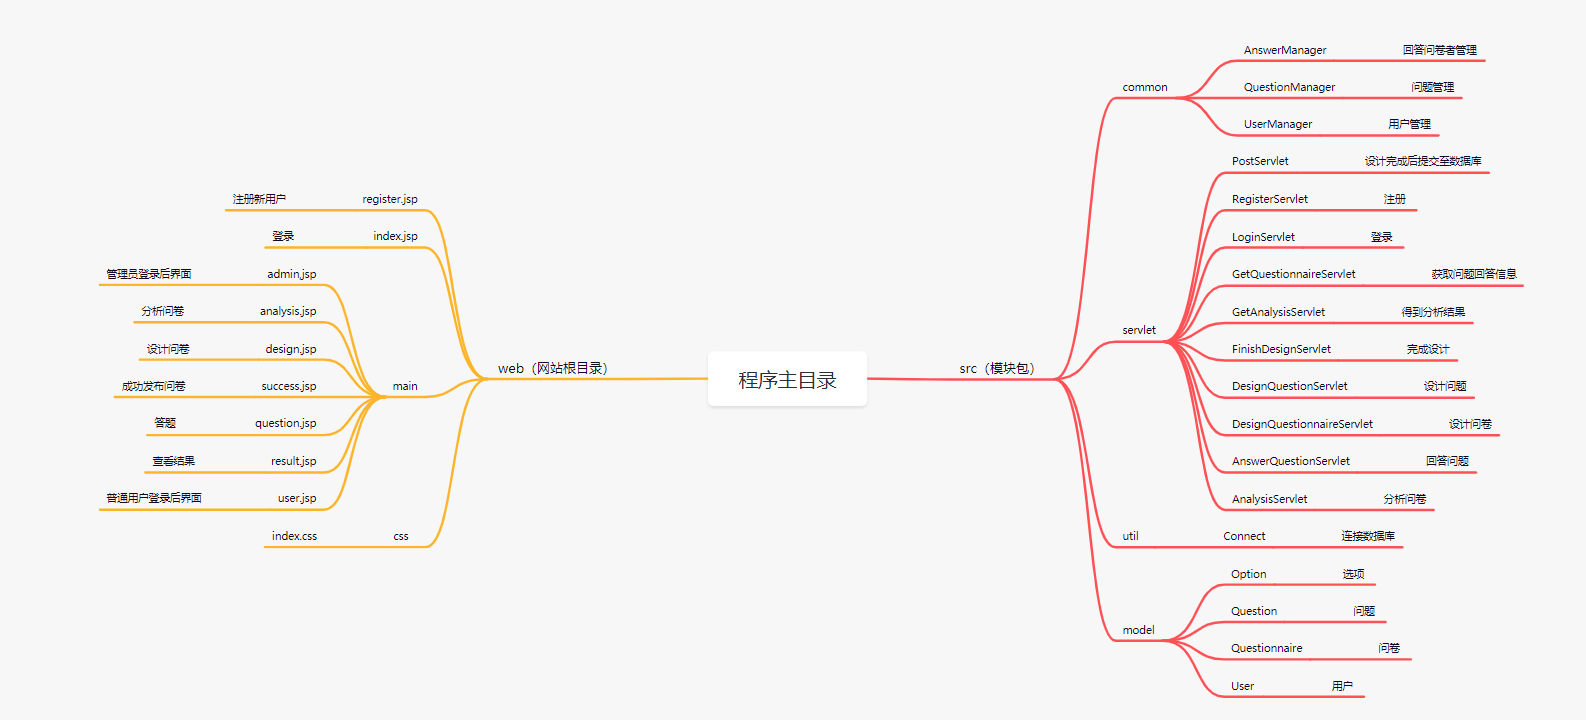 程序主目录
web（网站根目录）
register.jsp 注册新用户
index.jsp 登录
main
admin.jsp 管理员登录后界面
analysis.jsp 分析问卷
design.jsp 设计问卷
success.jsp 成功发布问卷
question.jsp 答题
result.jsp 查看结果
user.jsp 普通用户登录后界面
css index.css
src（模块包）
common
AnswerManager 回答问卷者管理
QuestionManager 问题管理
UserManager 用户管理
servlet
PostServlet 设计完成后提交至数据库
RegisterServlet 注册
LoginServlet 登录
GetQuestionnaireServlet 获取问题回答信息
GetAnalysisServlet 得到分析结果
FinishDesignServlet 完成设计
DesignQuestionServlet 设计问题
DesignQuestionnaireServlet 设计问卷
AnswerQuestionServlet 回答问题
AnalysisServlet 分析问卷
util Connect 连接数据库
model
Option 选项
Question 问题
Questionnaire 问卷
User 用户